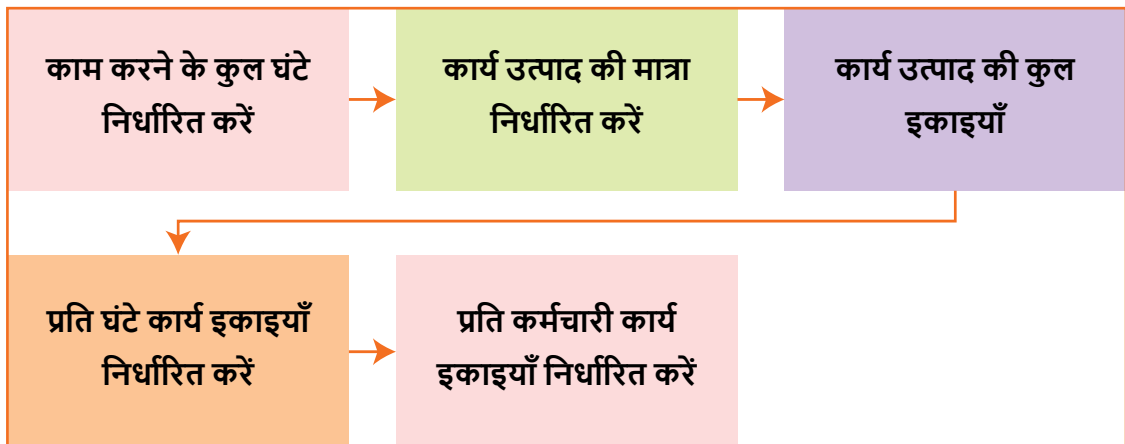 काम करने के कुल घंटे
निर्धारित करें
कार्य उत्पाद की मात्रा
निर्धारित करें
कार्य उत्पाद की कुल
इकाइयाँ
प्रति घंटे कार्य इकाइयाँ
निर्धारित करें
प्रति कर्मचारी कार्य
इकाइयाँ निर्धारित करें